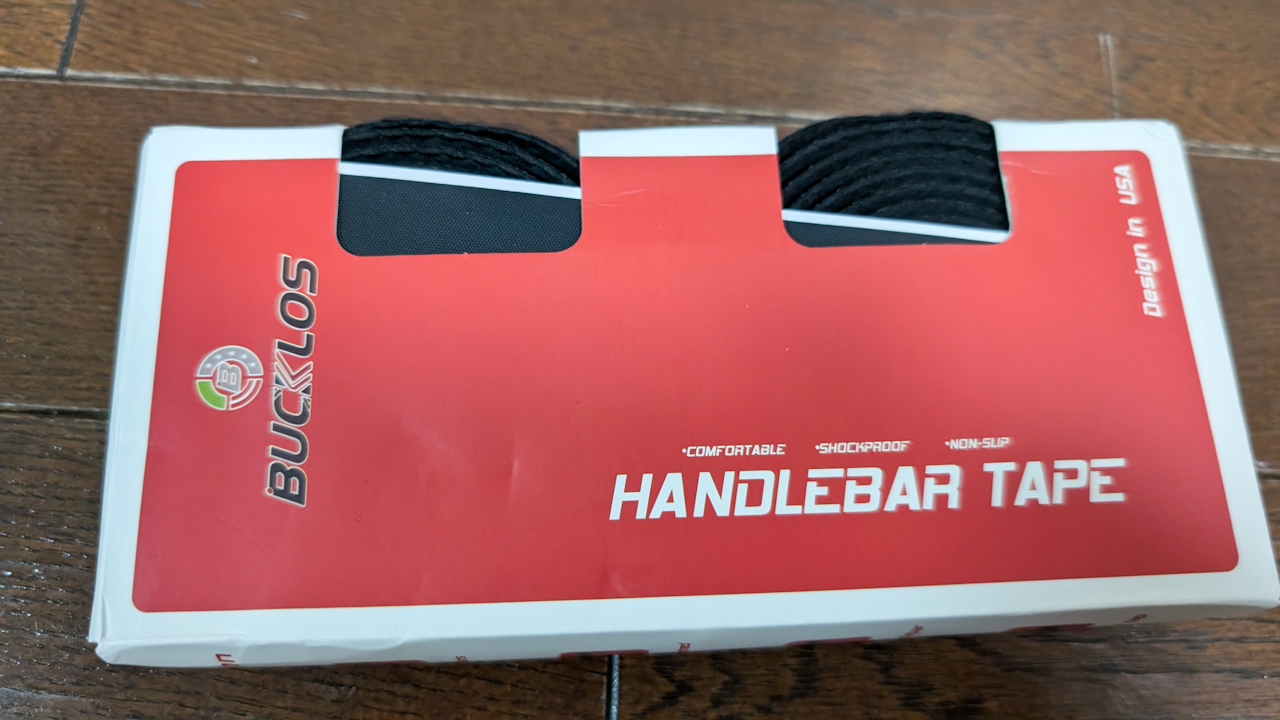 BUCKLOS
B
Design in USA
•COMFORTABLE •SHOCKPROOF •NON-SLIP
HANDLEBAR TAPE